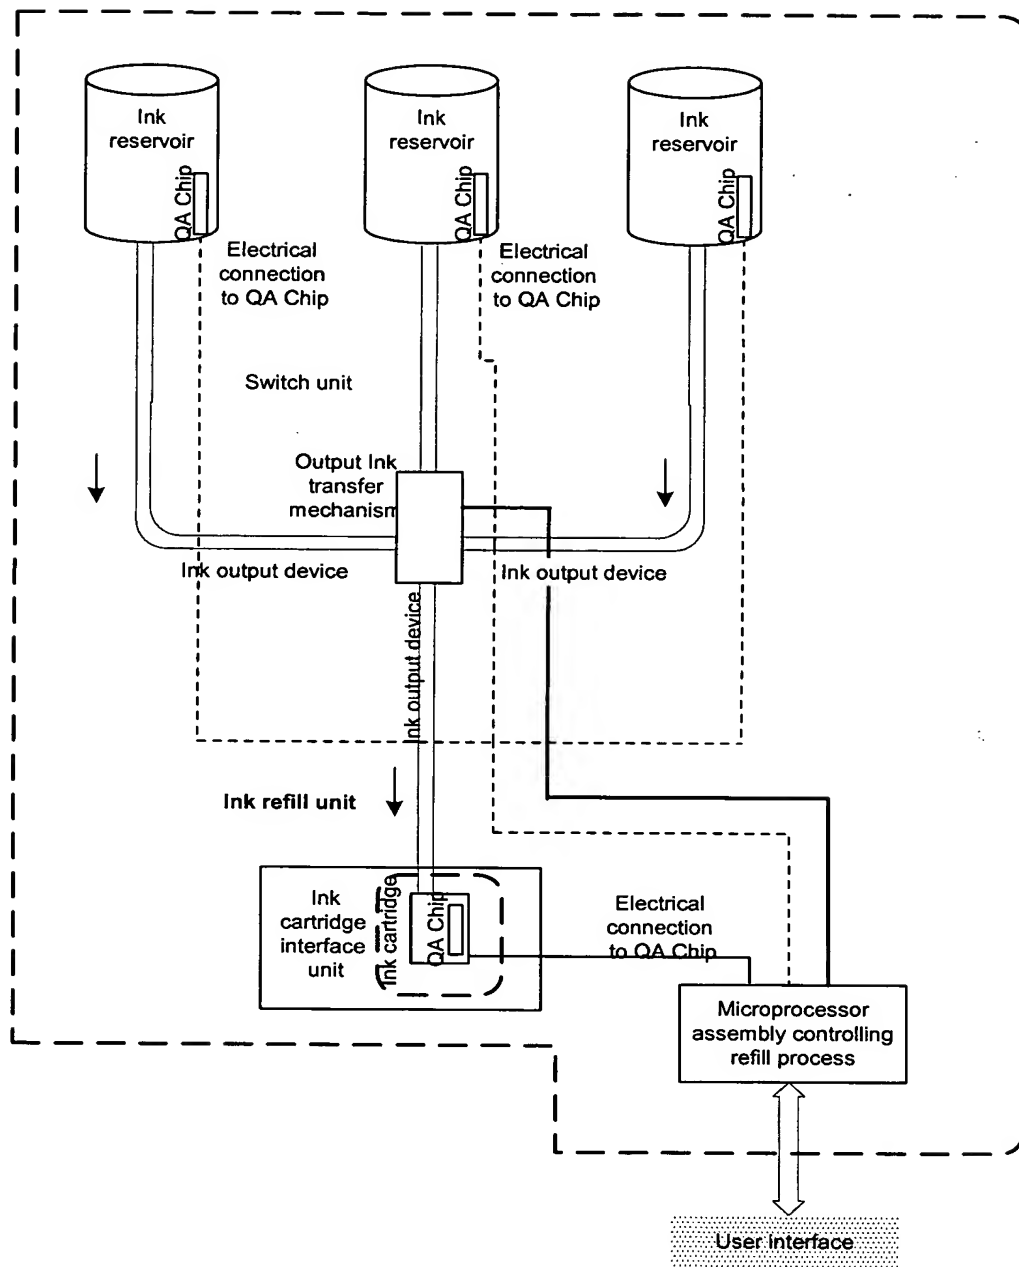 Ink
reservoir
QA Chip
Ink
reservoir
QA Chip
Ink
reservoir
QA Chip
Electrical
connection
to QA Chip
Electrical
connection
to QA Chip
Switch unit
Output Ink
transfer
mechanism
Ink output device
Ink output device
Ink output device
Ink refill unit
Ink
cartridge
interface
unit
Ink cartridge
QA Chip
Electrical
connection
to QA Chip
Microprocessor
assembly controlling
refill process
User interface